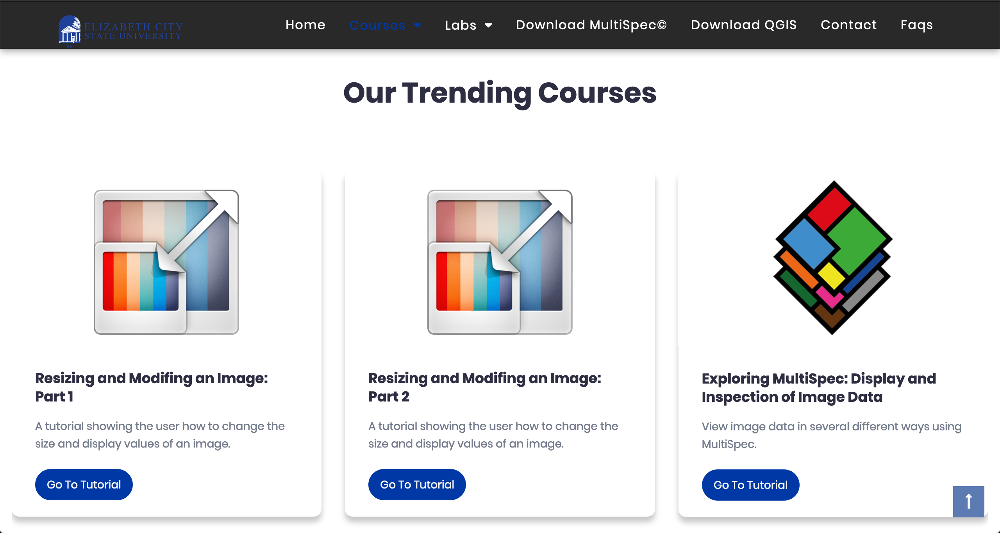 ELIZABETH CITY
STATE UNIVERSITY
1891
Home Courses Labs Download MultiSpec© Download QGIS Contact Faqs
Our Trending Courses
Resizing and Modifing an Image:
Part 1
A tutorial showing the user how to change the
size and display values of an image.
Go To Tutorial
Resizing and Modifing an Image:
Part 2
A tutorial showing the user how to change the
size and display values of an image.
Go To Tutorial
Exploring MultiSpec: Display and
Inspection of Image Data
View image data in several different ways using
MultiSpec.
Go To Tutorial